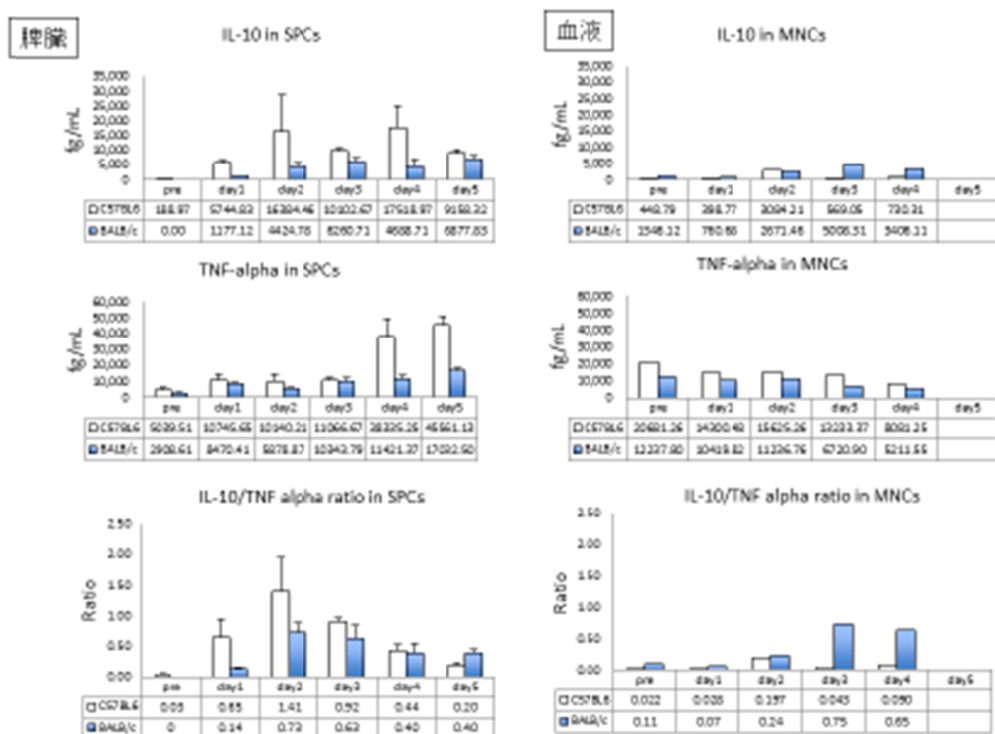 脾臓
IL-10 in SPCs
35,000
30,000
25,000
20,000
15,000
10,000
5,000
0
fg/mL
pre day1 day2 day3 day4 day5
C57BL6 188.97 5744.83 16384.46 10102.67 17518.97 9158.32
BALB/c 0.00 1177.12 4424.78 6260.71 4688.71 6877.83
TNF-alpha in SPCs
60,000
50,000
40,000
30,000
20,000
10,000
0
fg/mL
pre day1 day2 day3 day4 day5
C57BL6 5039.51 10745.65 10140.21 11066.67 38335.25 45561.13
BALB/c 2908.61 8470.41 5878.87 10343.79 11421.37 17032.50
IL-10/TNF alpha ratio in SPCs
2.50
2.00
1.50
1.00
0.50
0.00
Ratio
pre day1 day2 day3 day4 day5
C57BL6 0.03 0.65 1.41 0.92 0.44 0.20
BALB/c 0 0.14 0.73 0.63 0.40 0.40
血液
IL-10 in MNCs
35,000
30,000
25,000
20,000
15,000
10,000
5,000
0
fg/mL
pre day1 day2 day3 day4 day5
C57BL6 448.79 398.77 3084.21 569.05 730.31
BALB/c 1346.12 760.68 2671.46 5008.31 3406.11
TNF-alpha in MNCs
60,000
50,000
40,000
30,000
20,000
10,000
0
fg/mL
pre day1 day2 day3 day4 day5
C57BL6 20681.26 14300.48 15625.26 13233.37 8081.25
BALB/c 12237.80 10419.82 11236.76 6720.90 5211.55
IL-10/TNF alpha ratio in MNCs
2.50
2.00
1.50
1.00
0.50
0.00
Ratio
pre day1 day2 day3 day4 day5
C57BL6 0.022 0.028 0.197 0.043 0.090
BALB/c 0.11 0.07 0.24 0.75 0.65